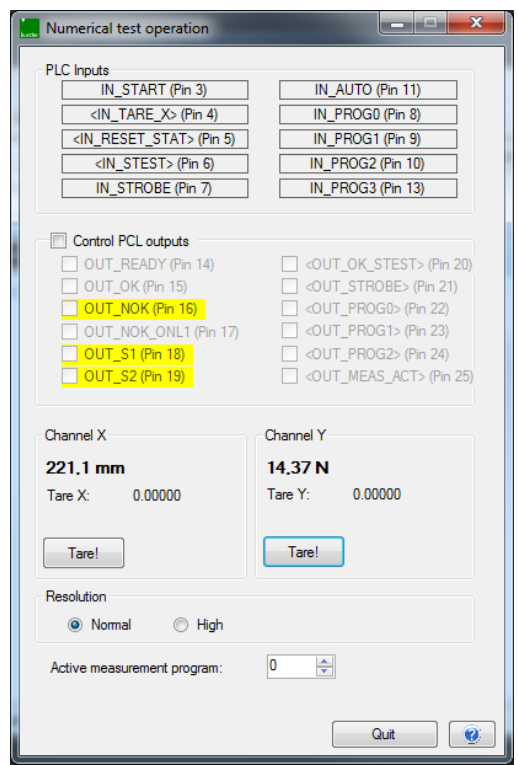 Numerical test operation
PLC Inputs
IN_START (Pin 3)
IN_AUTO (Pin 11)
<IN_TARE_X> (Pin 4)
IN_PROG0 (Pin 8)
<IN_RESET_STAT> (Pin 5)
IN_PROG1 (Pin 9)
<IN_STEST> (Pin 6)
IN_PROG2 (Pin 10)
IN_STROBE (Pin 7)
IN_PROG3 (Pin 13)
Control PCL outputs
OUT_READY (Pin 14)
<OUT_OK_STEST> (Pin 20)
OUT_OK (Pin 15)
<OUT_STROBE> (Pin 21)
OUT_NOK (Pin 16)
<OUT_PROG0> (Pin 22)
OUT_NOK_ONL1 (Pin 17)
<OUT_PROG1> (Pin 23)
OUT_S1 (Pin 18)
<OUT_PROG2> (Pin 24)
OUT_S2 (Pin 19)
<OUT_MEAS_ACT> (Pin 25)
Channel X
221,1 mm
Tare X: 0.00000
Tare!
Channel Y
14,37 N
Tare Y: 0.00000
Tare!
Resolution
Normal
High
Active measurement program: 0
Quit
?